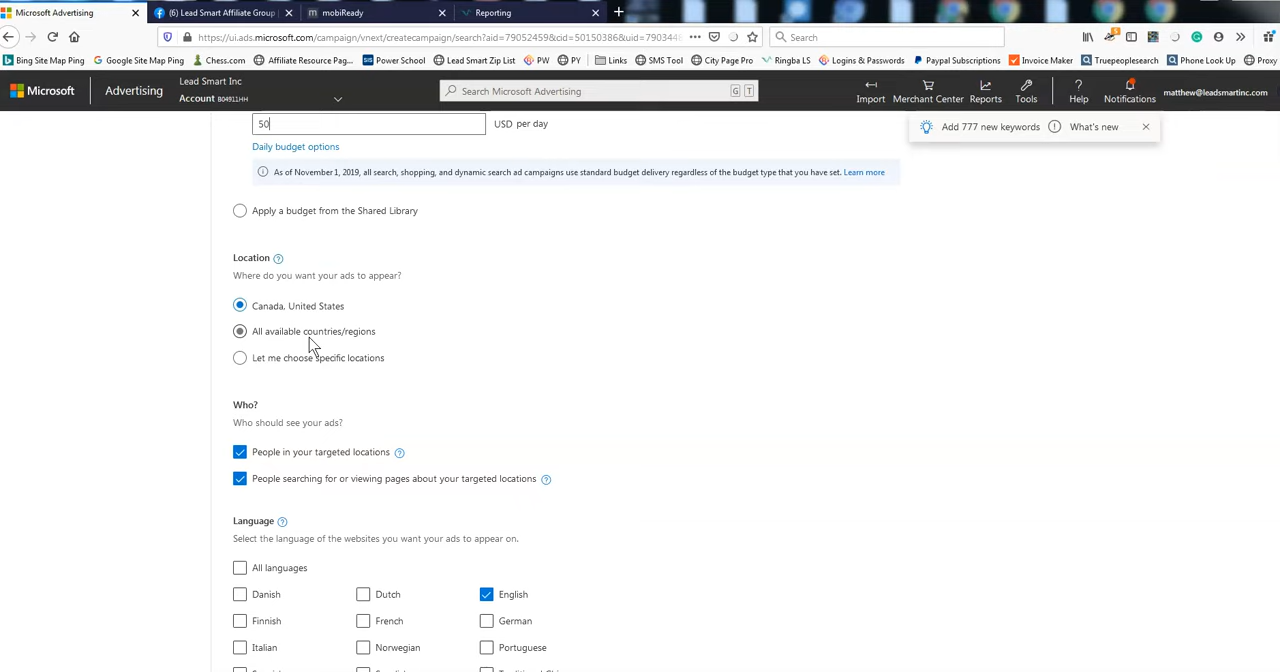 Microsoft Advertising
(6) Lead Smart Affiliate Group
mobiReady
Reporting
https://ui.ads.microsoft.com/campaign/vnext/createcampaign/search?aid=79052459&cid=50150386&uid=7903448
Search
Bing Site Map Ping
Google Site Map Ping
Chess.com
Affiliate Resource Pag...
Power School
Lead Smart Zip List
PW
PY
Links
SMS Tool
Ringba LS
City Page Pro
Logins & Passwords
Paypal Subscriptions
Invoice Maker
Truepeoplesearch
Phone Look Up
Proxy
Microsoft
Advertising
Lead Smart Inc
Account B04911HH
Search Microsoft Advertising
G T
Import
Merchant Center
Reports
Tools
Help
Notifications
matthew@leadsmartinc.com
Add 777 new keywords
What's new
50
USD per day
Daily budget options
As of November 1, 2019, all search, shopping, and dynamic search ad campaigns use standard budget delivery regardless of the budget type that you have set. Learn more
Apply a budget from the Shared Library
Location
Where do you want your ads to appear?
Canada, United States
All available countries/regions
Let me choose specific locations
Who?
Who should see your ads?
People in your targeted locations
People searching for or viewing pages about your targeted locations
Language
Select the language of the websites you want your ads to appear on.
All languages
Danish
Dutch
English
Finnish
French
German
Italian
Norwegian
Portuguese